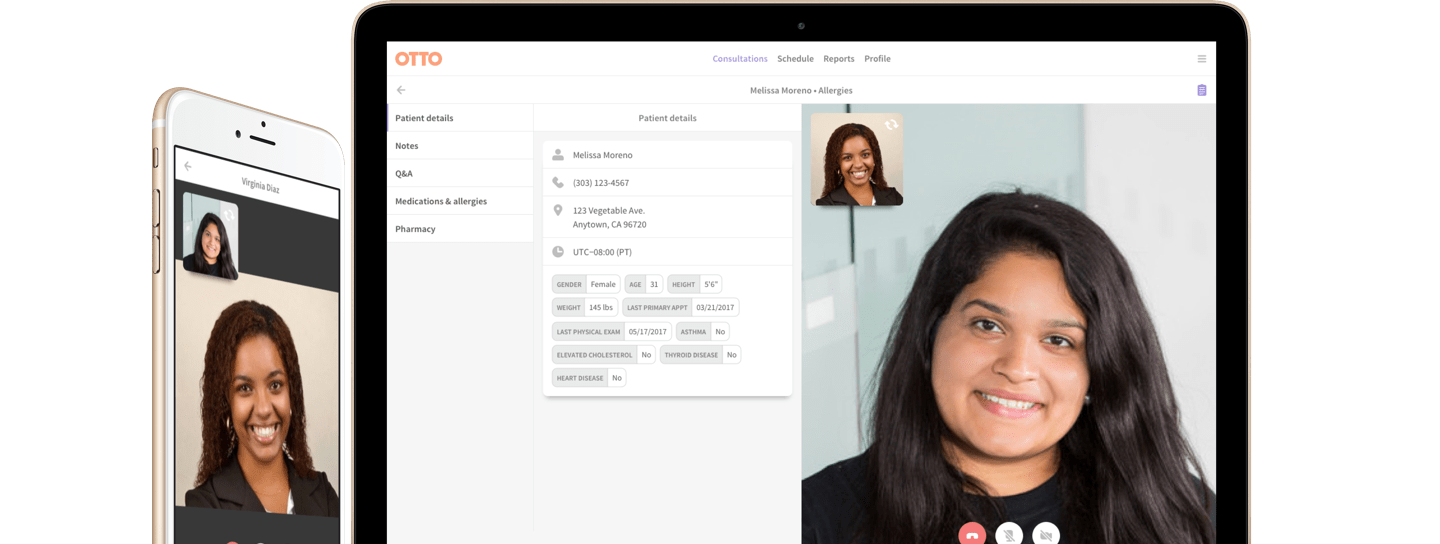 OTTO
Consultations Schedule Reports Profile
Melissa Moreno • Allergies
Patient details
Notes
Q&A
Medications & allergies
Pharmacy
Patient details
Melissa Moreno
(303) 123-4567
123 Vegetable Ave.
Anytown, CA 96720
UTC−08:00 (PT)
GENDER Female AGE 31 HEIGHT 5'6"
WEIGHT 145 lbs LAST PRIMARY APPT 03/21/2017
LAST PHYSICAL EXAM 05/17/2017 ASTHMA No
ELEVATED CHOLESTEROL No THYROID DISEASE No
HEART DISEASE No
Virginia Diaz